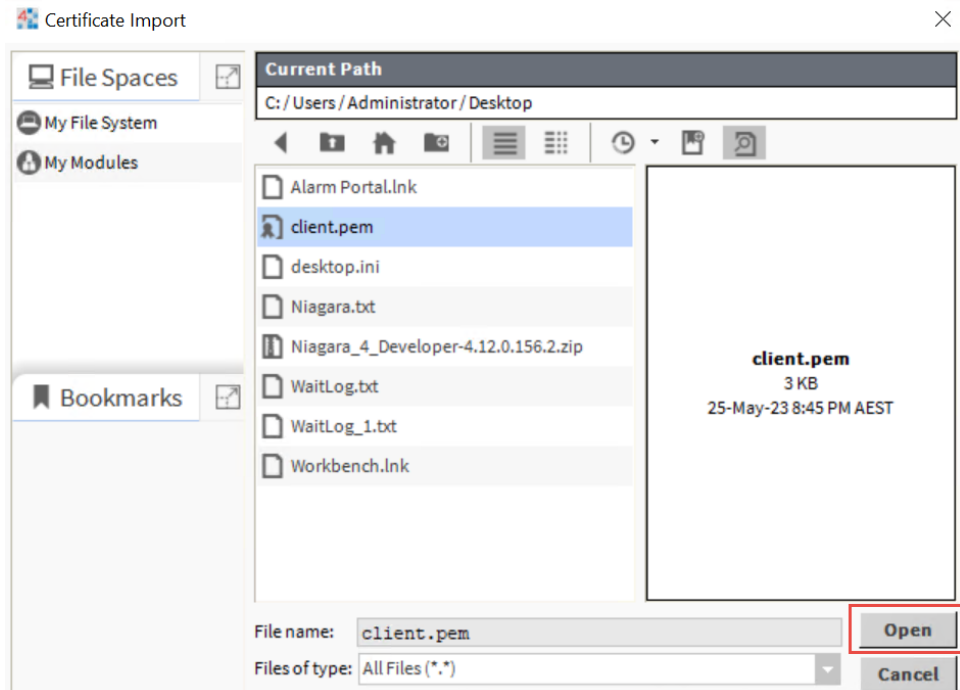 Certificate Import
File Spaces
My File System
My Modules
Bookmarks
Current Path
C:/Users/Administrator/Desktop
Alarm Portal.lnk
client.pem
desktop.ini
Niagara.txt
Niagara_4_Developer-4.12.0.156.2.zip
WaitLog.txt
WaitLog_1.txt
Workbench.lnk
client.pem
3 KB
25-May-23 8:45 PM AEST
File name: client.pem
Open
Files of type: All Files (*.*)
Cancel